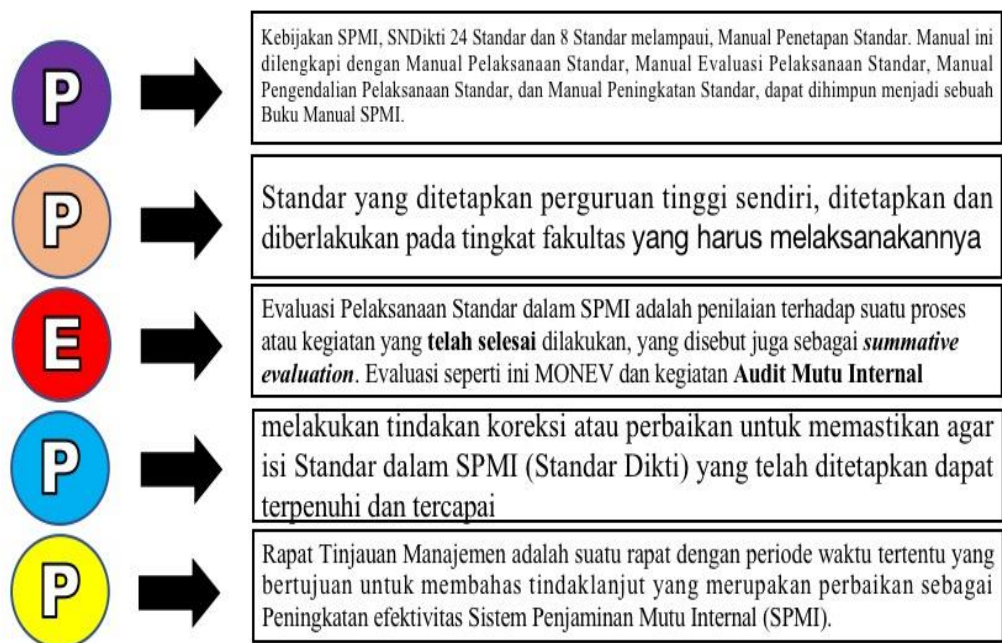 P
Kebijakan SPMI, SNDikti 24 Standar dan 8 Standar melampaui, Manual Penetapan Standar. Manual ini
dilengkapi dengan Manual Pelaksanaan Standar, Manual Evaluasi Pelaksanaan Standar, Manual
Pengendalian Pelaksanaan Standar, dan Manual Peningkatan Standar, dapat dihimpun menjadi sebuah
Buku Manual SPMI.
P
Standar yang ditetapkan perguruan tinggi sendiri, ditetapkan dan
diberlakukan pada tingkat fakultas yang harus melaksanakannya
E
Evaluasi Pelaksanaan Standar dalam SPMI adalah penilaian terhadap suatu proses
atau kegiatan yang telah selesai dilakukan, yang disebut juga sebagai summative
evaluation. Evaluasi seperti ini MONEV dan kegiatan Audit Mutu Internal
P
melakukan tindakan koreksi atau perbaikan untuk memastikan agar
isi Standar dalam SPMI (Standar Dikti) yang telah ditetapkan dapat
terpenuhi dan tercapai
P
Rapat Tinjauan Manajemen adalah suatu rapat dengan periode waktu tertentu yang
bertujuan untuk membahas tindaklanjut yang merupakan perbaikan sebagai
Peningkatan efektivitas Sistem Penjaminan Mutu Internal (SPMI).